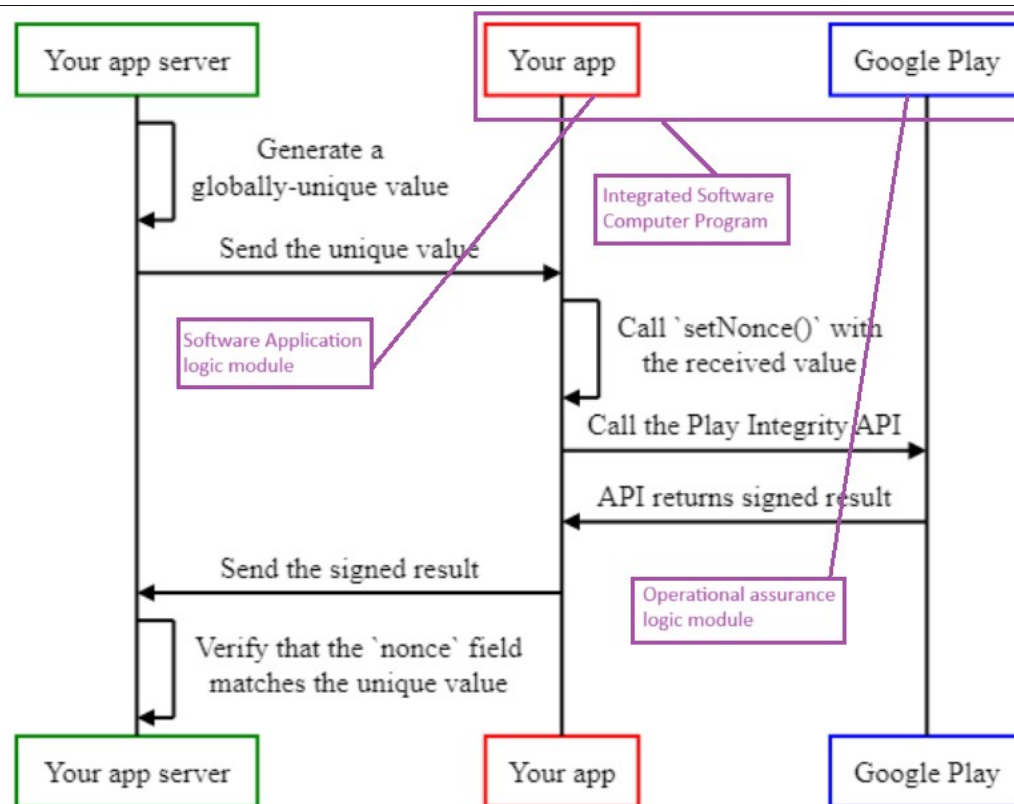 Your app server
Your app
Google Play
Generate a
globally-unique value
Integrated Software
Computer Program
Send the unique value
Software Application
logic module
Call `setNonce()` with
the received value
Call the Play Integrity API
API returns signed result
Send the signed result
Operational assurance
logic module
Verify that the `nonce` field
matches the unique value
Your app server
Your app
Google Play